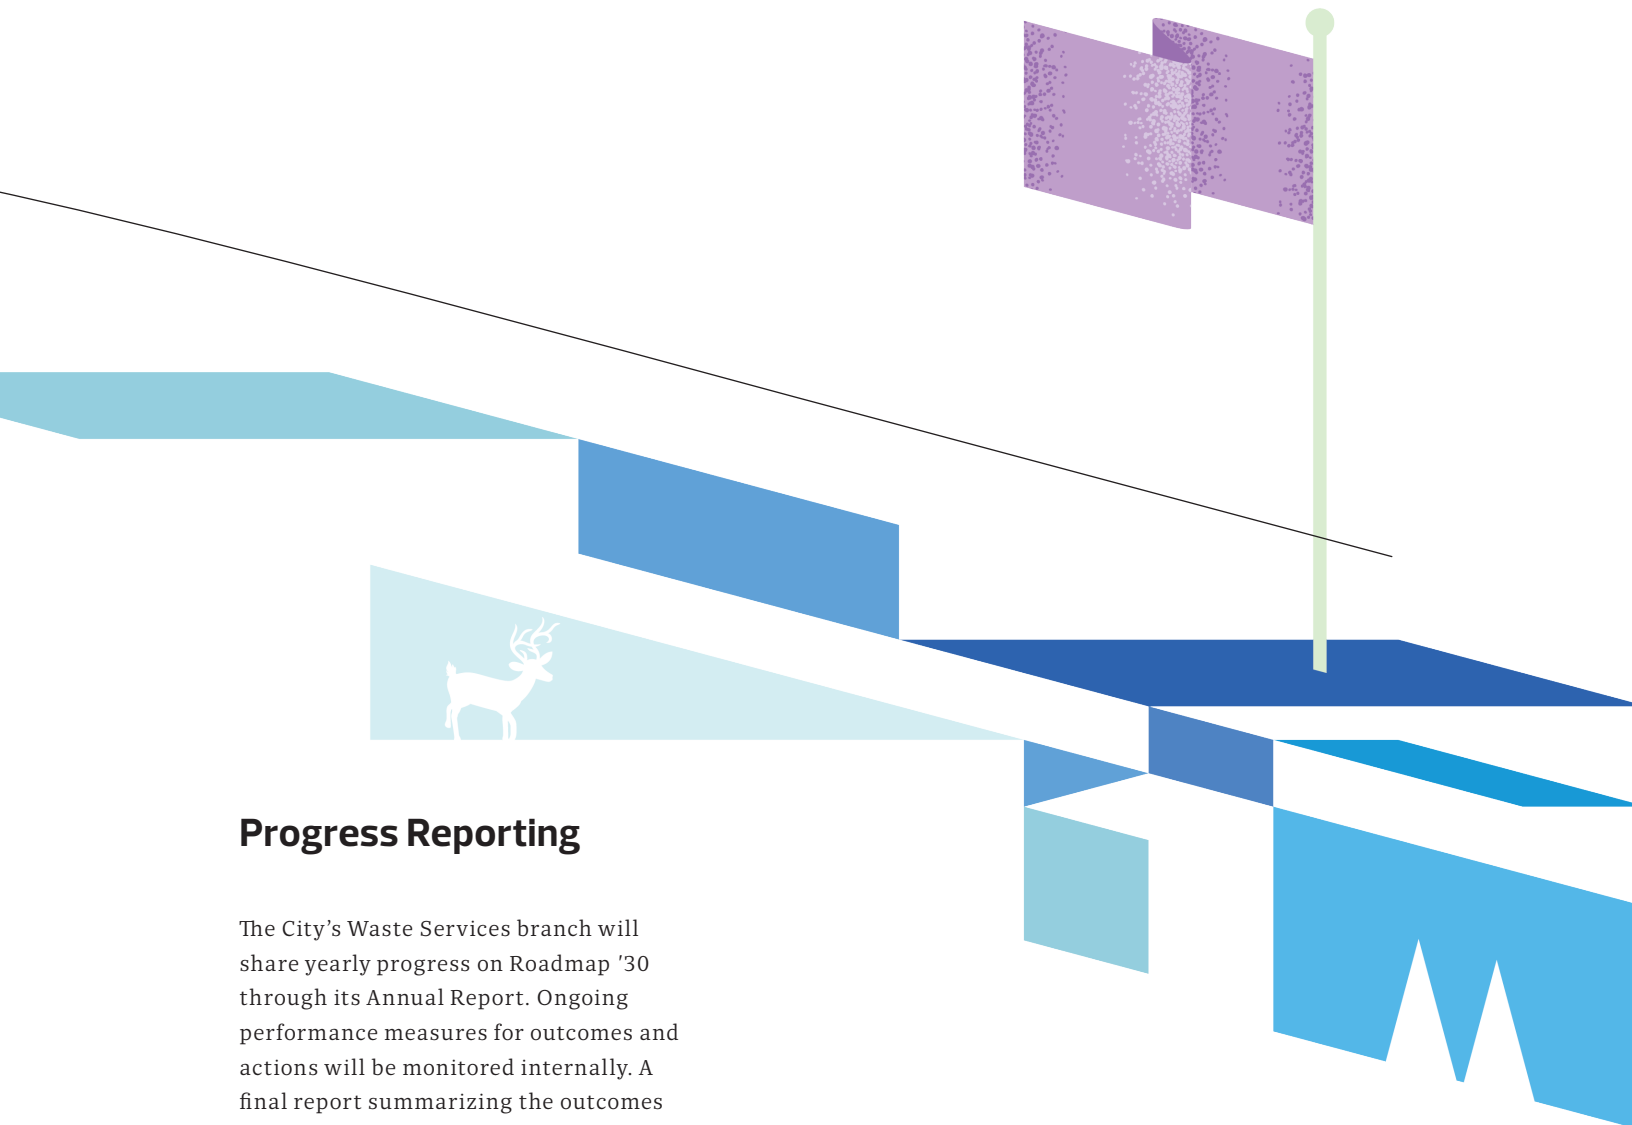 Progress Reporting
The City’s Waste Services branch will
share yearly progress on Roadmap ’30
through its Annual Report. Ongoing
performance measures for outcomes and
actions will be monitored internally. A
final report summarizing the outcomes